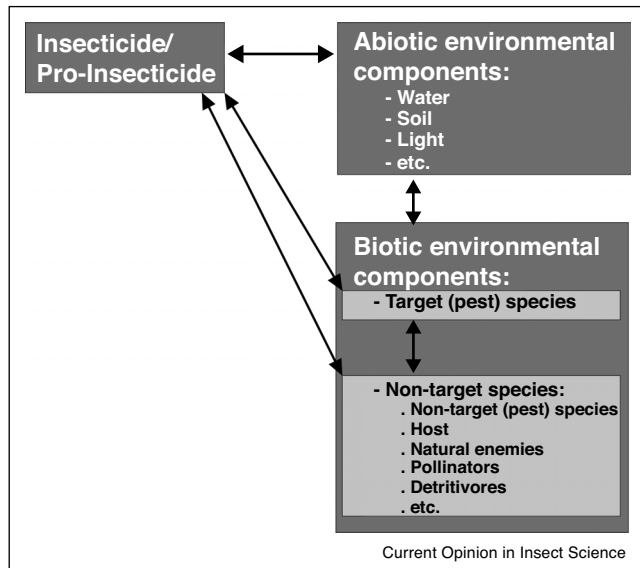 Insecticide/
Pro-Insecticide
Abiotic environmental
components:
- Water
- Soil
- Light
- etc.
Biotic environmental
components:
- Target (pest) species
- Non-target species:
. Non-target (pest) species
. Host
. Natural enemies
. Pollinators
. Detritivores
. etc.
Current Opinion in Insect Science